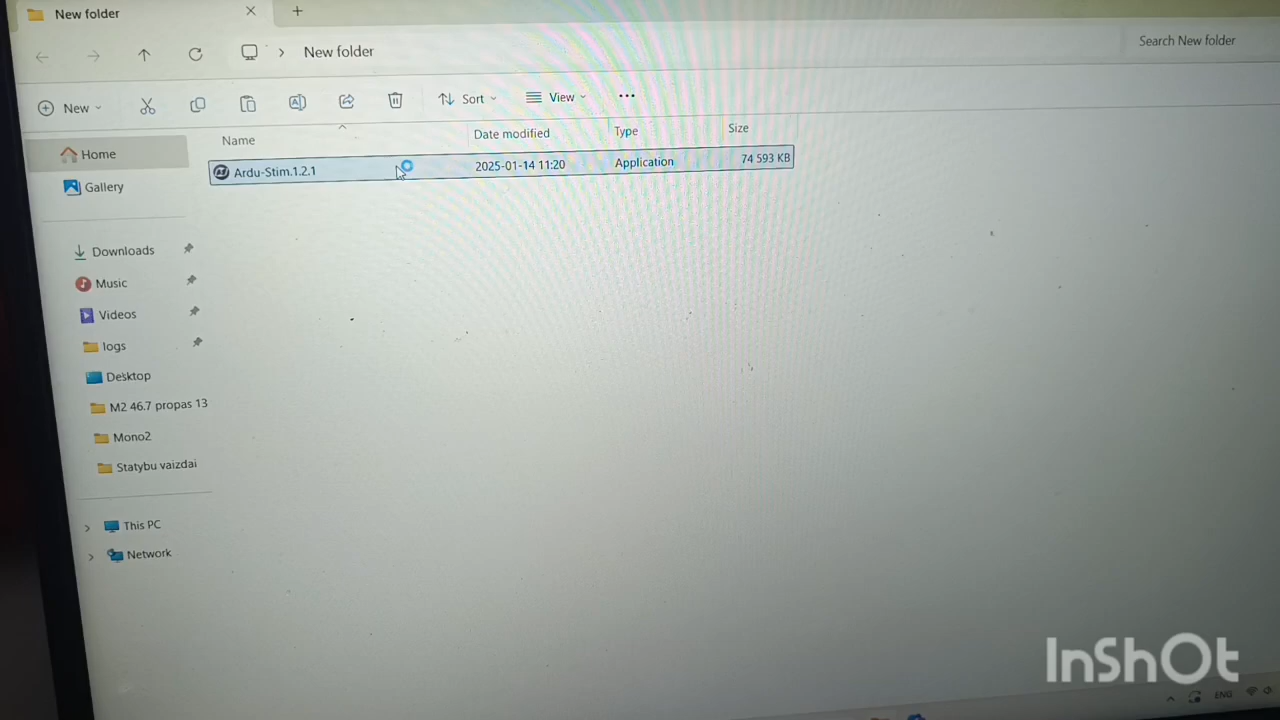 New folder
New folder
Search New folder
New
Sort
View
Name
Date modified
Type
Size
Home
Ardu-Stim.1.2.1
2025-01-14 11:20
Application
74 593 KB
Gallery
Downloads
Music
Videos
logs
Desktop
M2 46.7 propas 13
Mono2
Statybu vaizdai
This PC
Network
InShOt
ENG